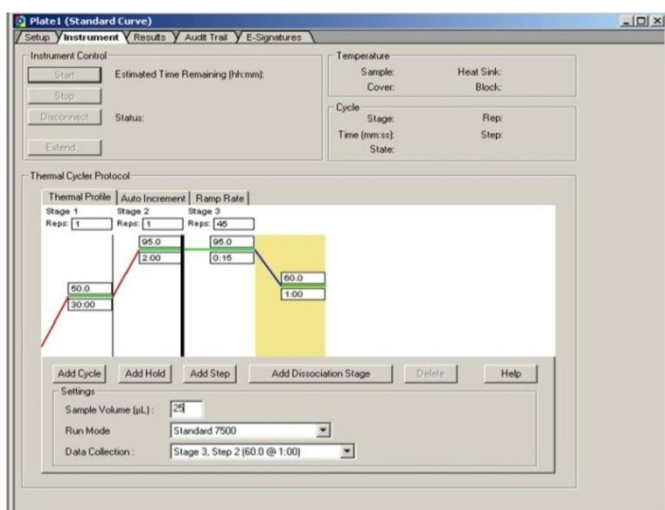 Plate1 (Standard Curve)
Setup Instrument Results Audit Trail E-Signatures
Instrument Control
Start Estimated Time Remaining (hh:mm):
Stop
Disconnect Status:
Extend...
Temperature
Sample: Heat Sink:
Cover: Block:
Cycle
Stage: Rep:
Time (mm:ss): Step:
State:
Thermal Cycler Protocol
Thermal Profile Auto Increment Ramp Rate
Stage 1 Stage 2 Stage 3
Reps: 1 Reps: 1 Reps: 45
95.0 95.0
2:00 0:15
50.0 60.0
30:00 1:00
Add Cycle Add Hold Add Step Add Dissociation Stage Delete Help
Settings
Sample Volume (µL) : 25
Run Mode Standard 7500
Data Collection : Stage 3, Step 2 (60.0 @ 1:00)